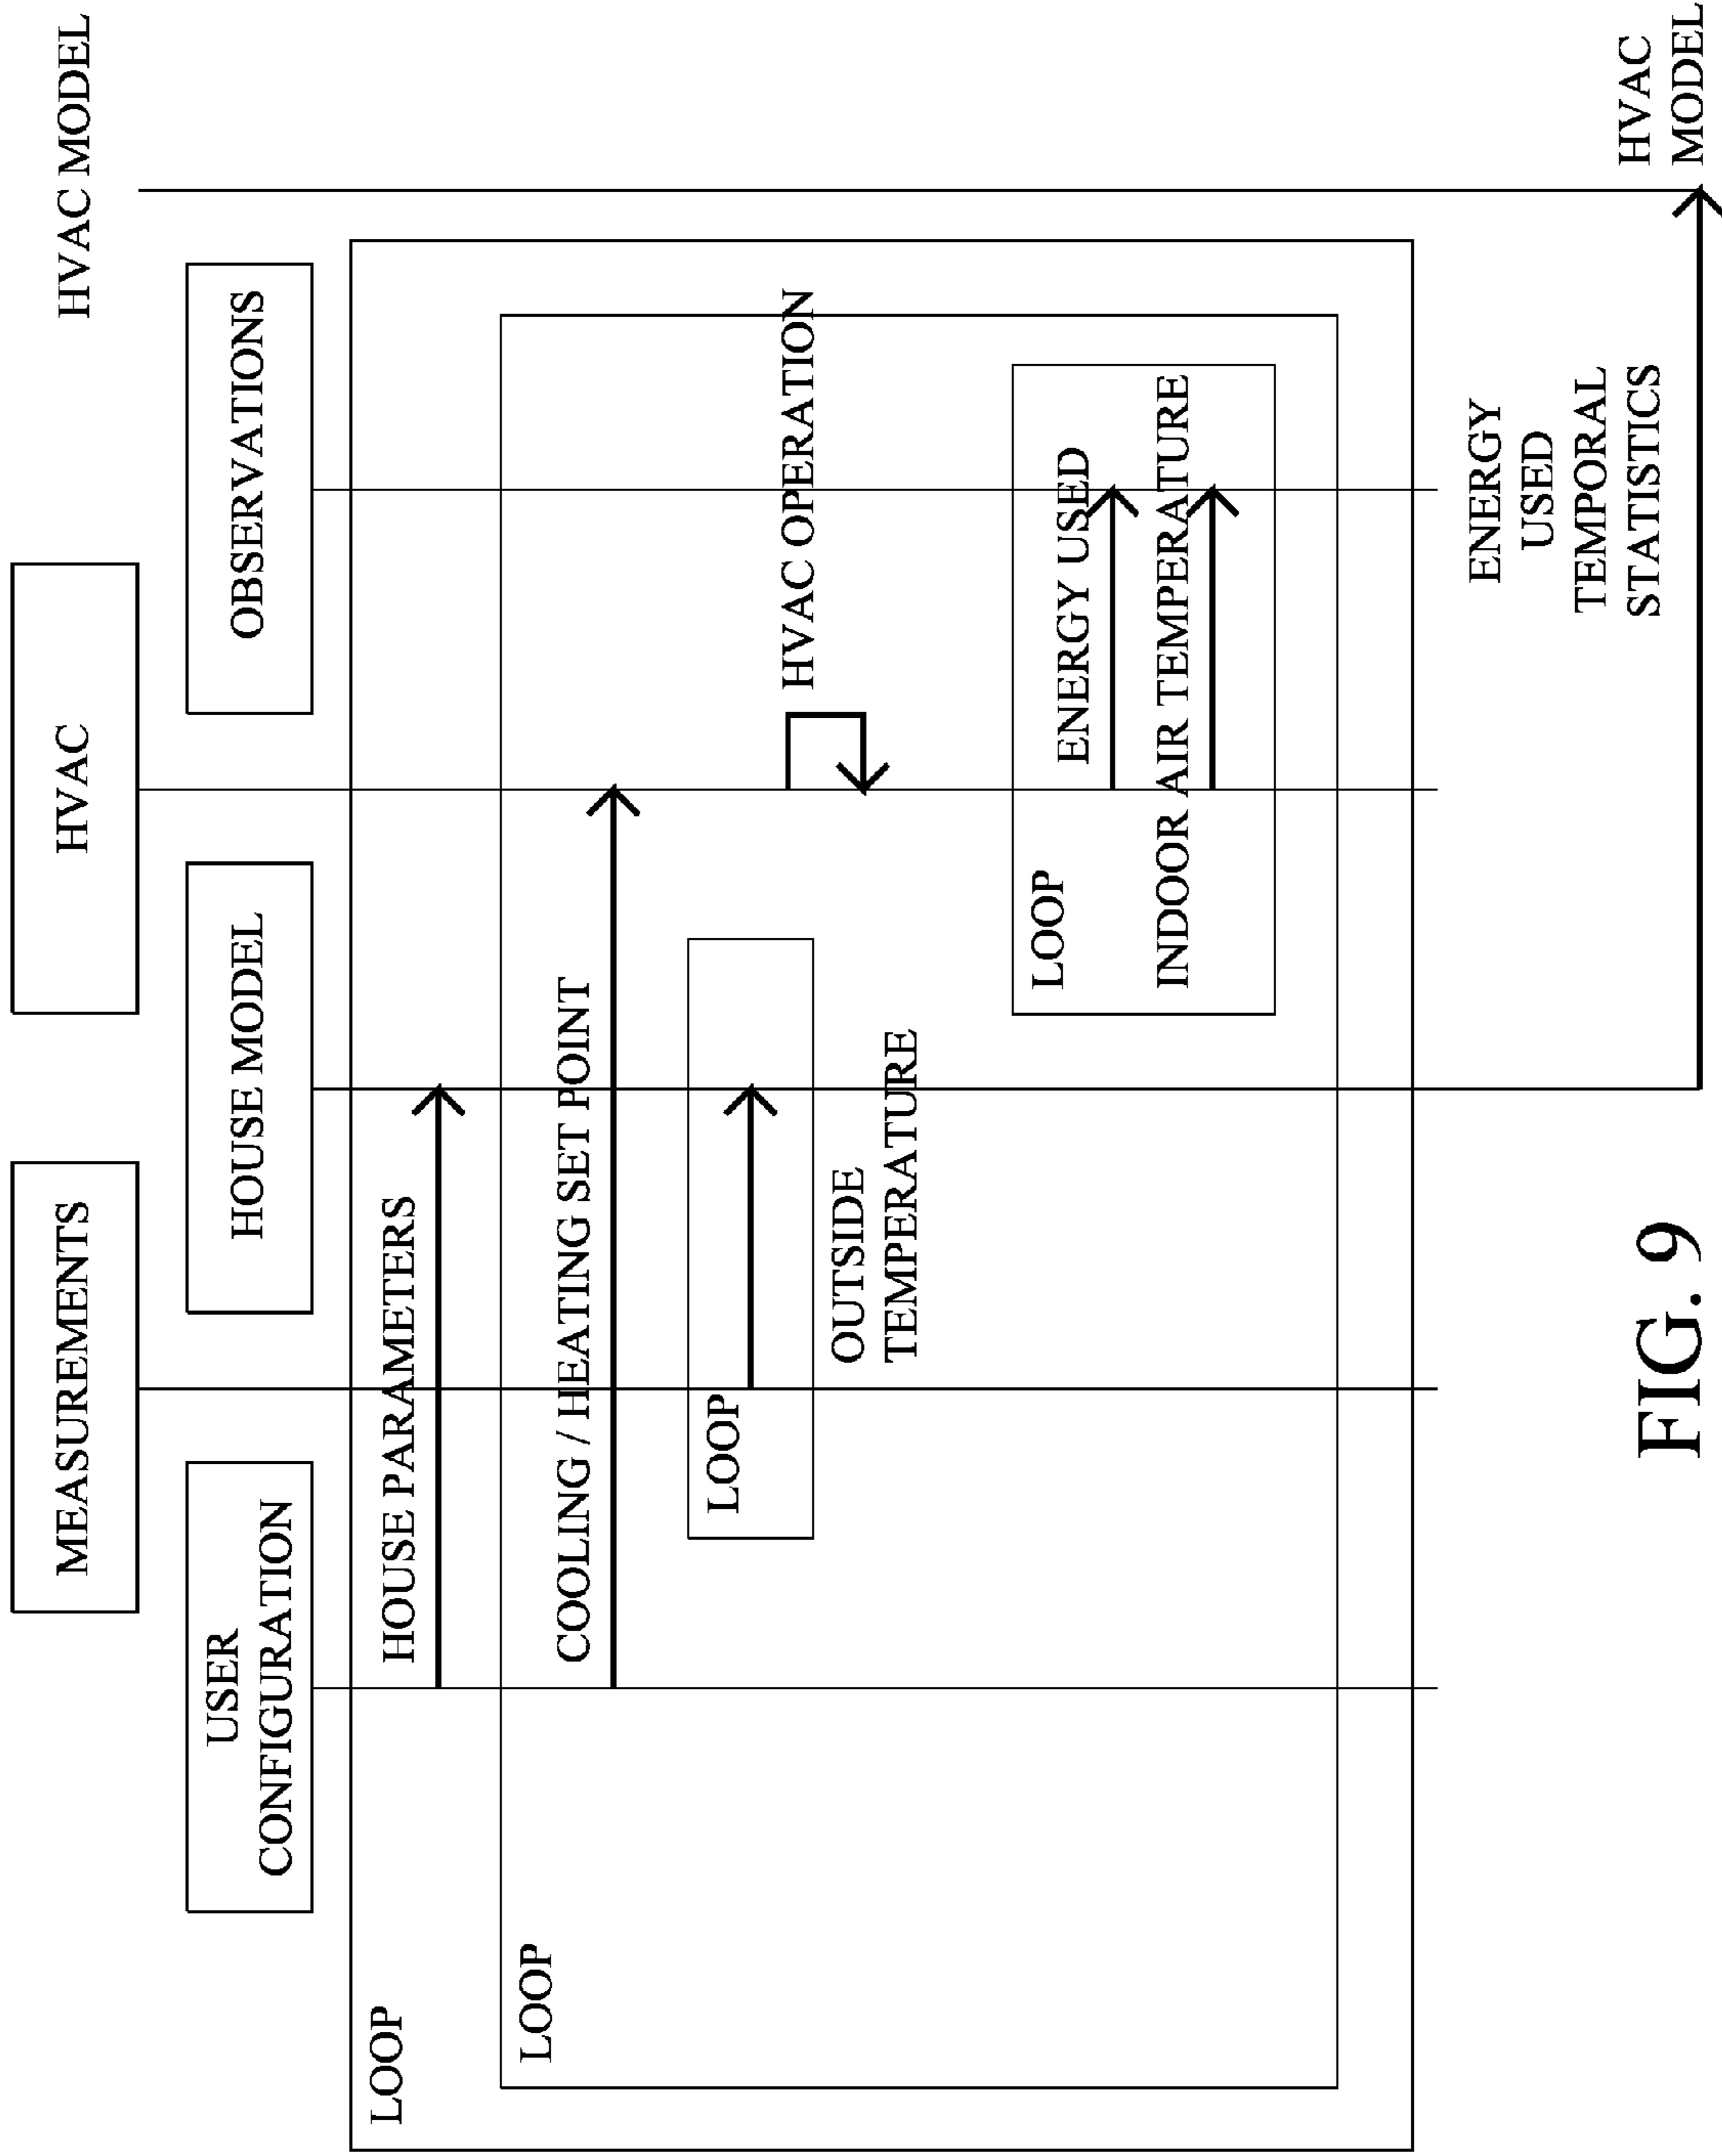 MEASUREMENTS
HVAC
HVAC MODEL
USER
CONFIGURATION
HOUSE MODEL
OBSERVATIONS
LOOP
HOUSE PARAMETERS
LOOP
COOLING / HEATING SET POINT
LOOP
OUTSIDE
TEMPERATURE
HVAC OPERATION
LOOP
ENERGY USED
INDOOR AIR TEMPERATURE
ENERGY
USED
TEMPORAL
STATISTICS
HVAC
MODEL
FIG. 9